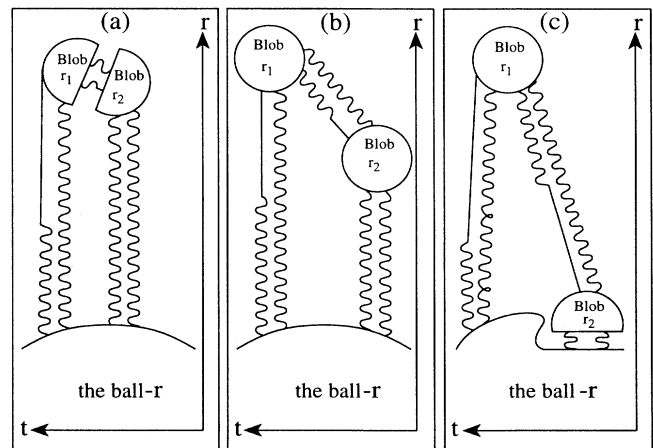 (a)
r
Blob
r1
Blob
r2
the ball-r
t
(b)
r
Blob
r1
Blob
r2
the ball-r
t
(c)
r
Blob
r1
Blob
r2
the ball -r
t